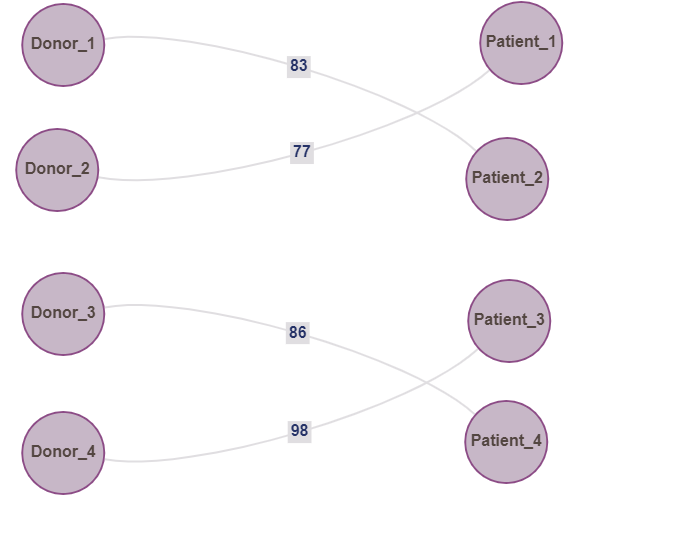 Donor_1
Patient_1
83
Donor_2
77
Patient_2
Donor_3
Patient_3
86
Donor_4
98
Patient_4